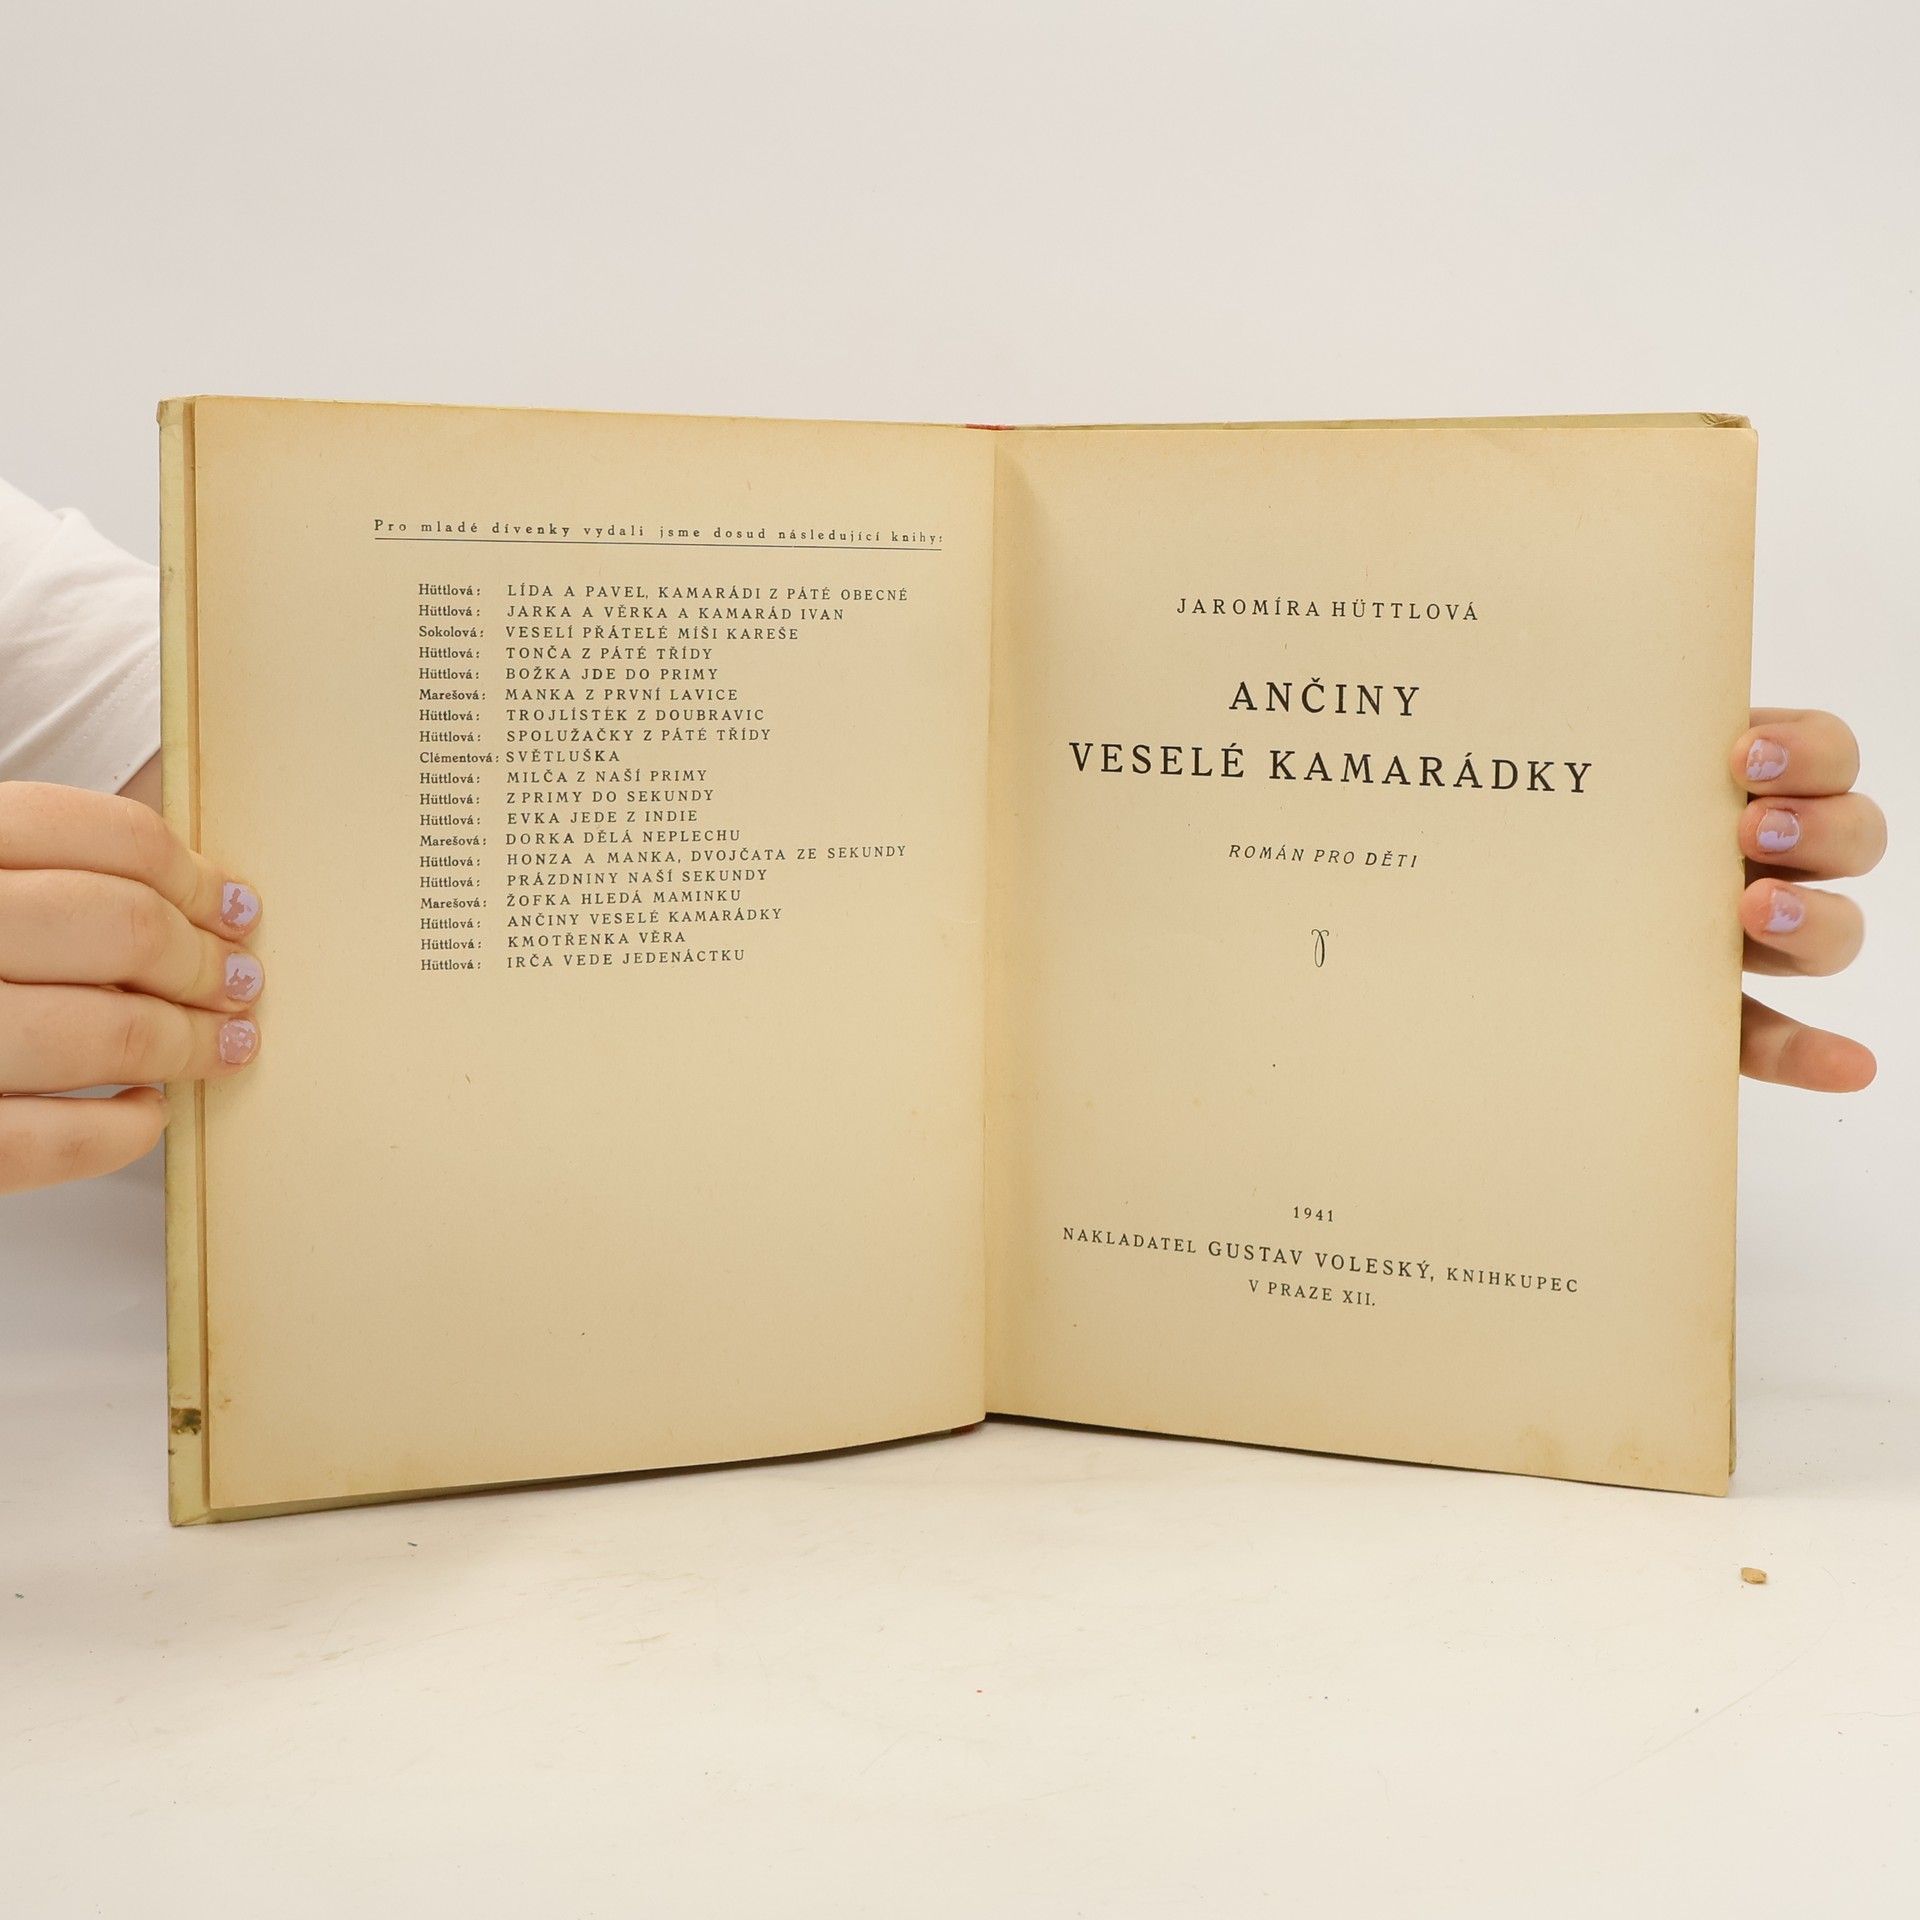 Pro mladé dívenky vydali jsme dosud následující knihy:
Hüttlová: LÍDA A PAVEL, KAMARÁDI Z PÁTÉ OBECNÉ
Hüttlová: JARKA A VĚRKA A KAMARÁD IVAN
Sokolová: VESELÍ PŘÁTELÉ MÍŠI KAREŠE
Hüttlová: TONČA Z PÁTÉ TŘÍDY
Hüttlová: BOŽKA JDE DO PRIMY
Marešová: MANKA Z PRVNÍ LAVICE
Hüttlová: TROJLÍSTEK Z DOUBRAVIC
Hüttlová: SPOLUŽAČKY Z PÁTÉ TŘÍDY
Clémentová: SVĚTLUŠKA
Hüttlová: MILČA Z NAŠÍ PRIMY
Hüttlová: Z PRIMY DO SEKUNDY
Hüttlová: EVKA JEDE Z INDIE
Marešová: DORKA DĚLÁ NEPLECHU
Hüttlová: HONZA A MANKA, DVOJČATA ZE SEKUNDY
Hüttlová: PRÁZDNINY NAŠÍ SEKUNDY
Marešová: ŽOFKA HLEDÁ MAMINKU
Hüttlová: ANČINY VESELÉ KAMARÁDKY
Hüttlová: KMOTŘENKA VĚRA
Hüttlová: IRČA VEDE JEDENÁCTKU
JAROMÍRA HÜTTLOVÁ
ANČINY
VESELÉ KAMARÁDKY
ROMÁN PRO DĚTI
1941
NAKLADATEL GUSTAV VOLESKÝ, KNIHKUPEC
V PRAZE XII.